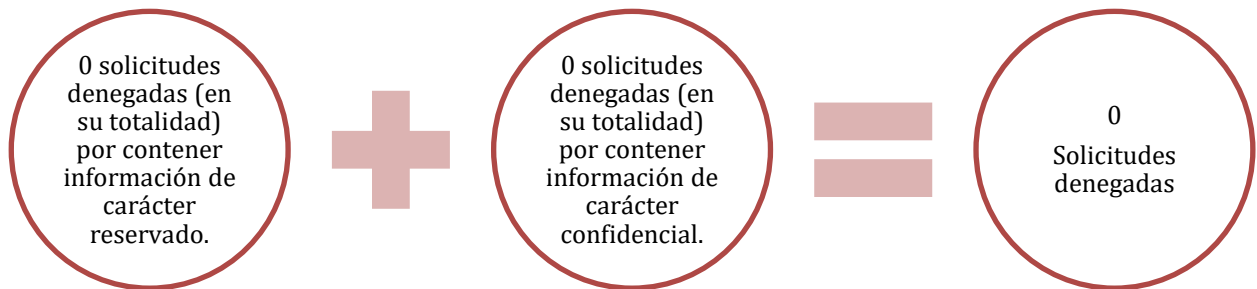 0 solicitudes
denegadas (en
su totalidad)
por contener
información de
carácter
reservado.
0 solicitudes
denegadas (en
su totalidad)
por contener
información de
carácter
confidencial.
0
Solicitudes
denegadas